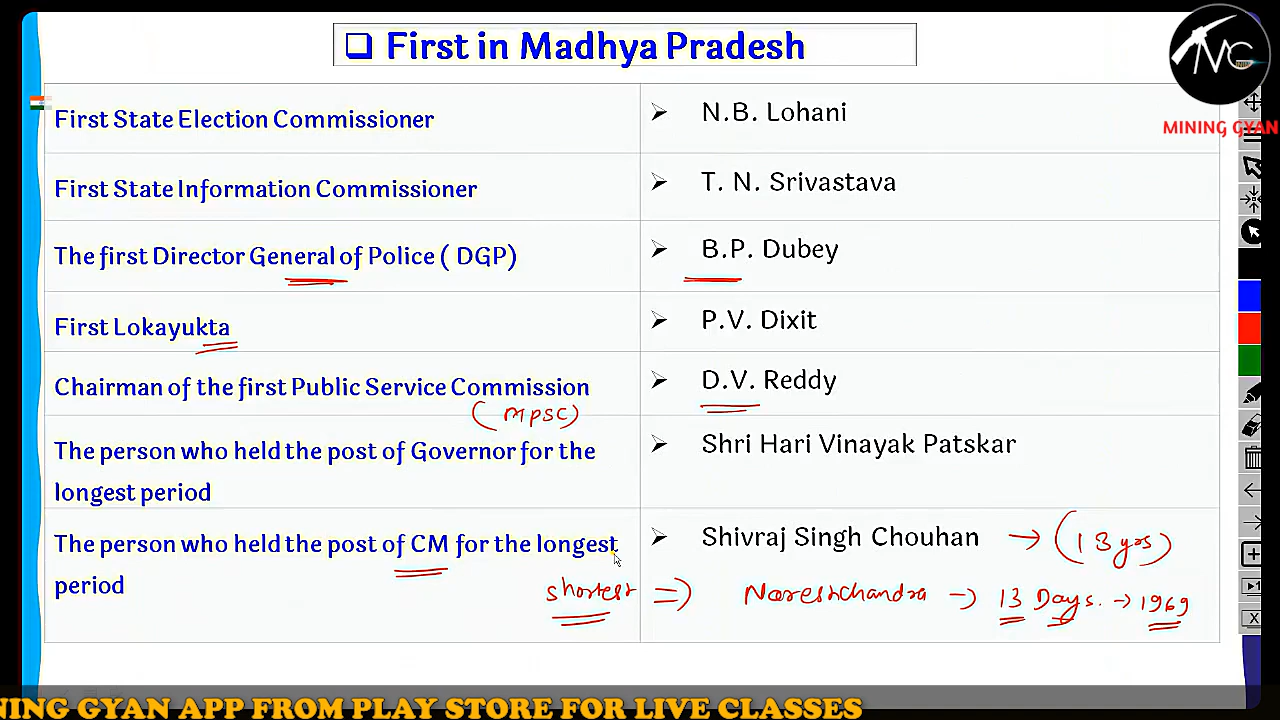 ❑ First in Madhya Pradesh
MG
MINING GYAN
First State Election Commissioner
➢ N.B. Lohani
First State Information Commissioner
➢ T. N. Srivastava
The first Director General of Police ( DGP)
➢ B.P. Dubey
First Lokayukta
➢ P.V. Dixit
Chairman of the first Public Service Commission
(MPSC)
➢ D.V. Reddy
The person who held the post of Governor for the
longest period
➢ Shri Hari Vinayak Patskar
The person who held the post of CM for the longest
period
➢ Shivraj Singh Chouhan → (13 yrs)
shortest ⇒ Nareshchandra → 13 Days. → 1969
NING GYAN APP FROM PLAY STORE FOR LIVE CLASSES